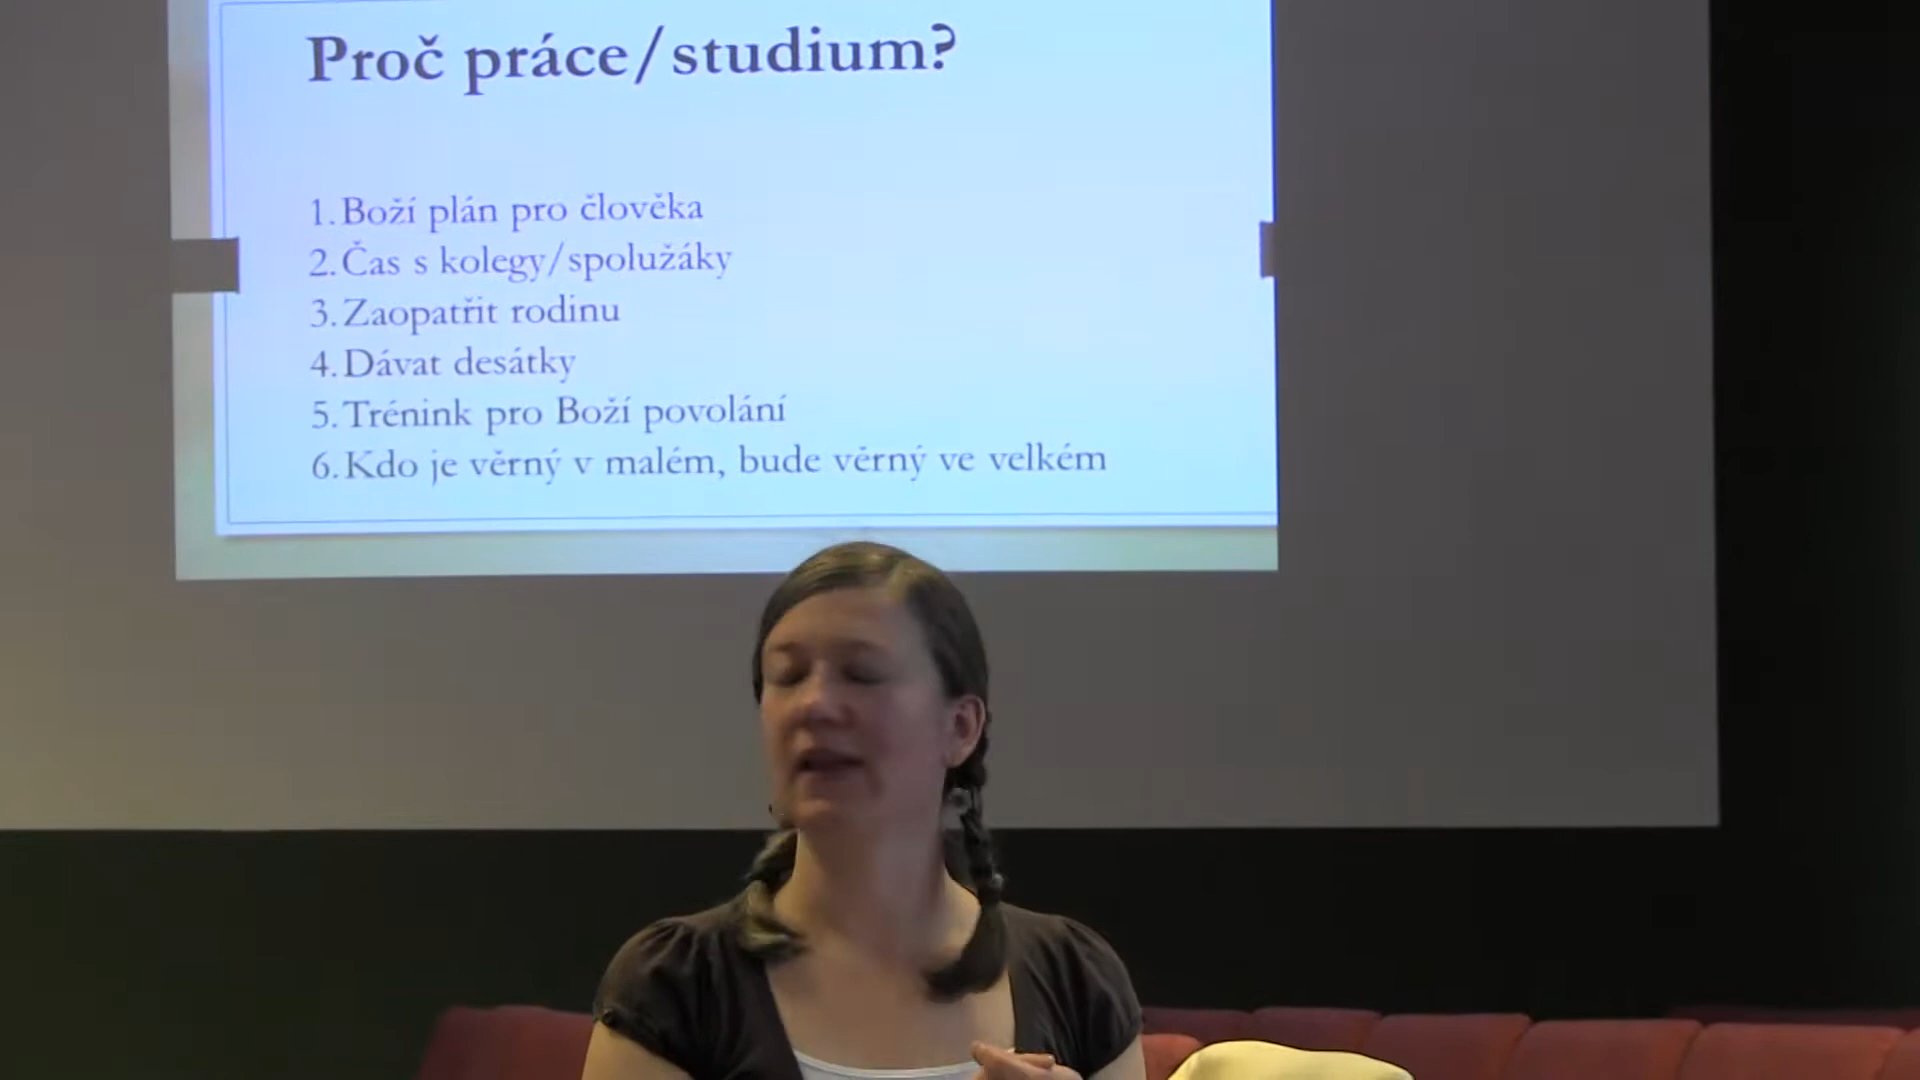 Proč práce/studium?
1. Boží plán pro člověka
2. Čas s kolegy/spolužáky
3. Zaopatřit rodinu
4. Dávat desátky
5. Trénink pro Boží povolání
6. Kdo je věrný v malém, bude věrný ve velkém